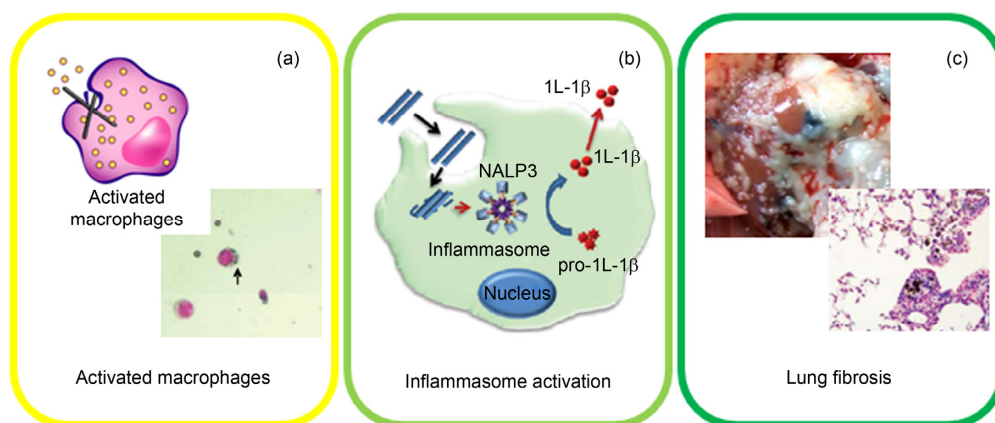 (a)
Activated
macrophages
Activated macrophages
(b)
1L-1β
1L-1β
NALP3
Inflammasome
pro-1L-1β
Nucleus
Inflammasome activation
(c)
Lung fibrosis